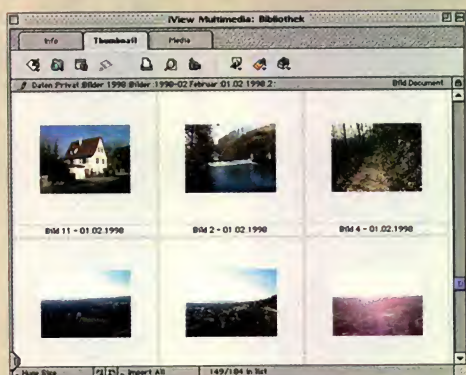 iView Multimedia: Bibliothek
Info Thumbnail Media
Daten Privat:Bilder 1998:Bilder 1998-02 Februar:01.02.1998.2: Bild Document
Bild 11 - 01.02.1998 Bild 2 - 01.02.1998 Bild 4 - 01.02.1998
Huge Size Import All 149/184 in list